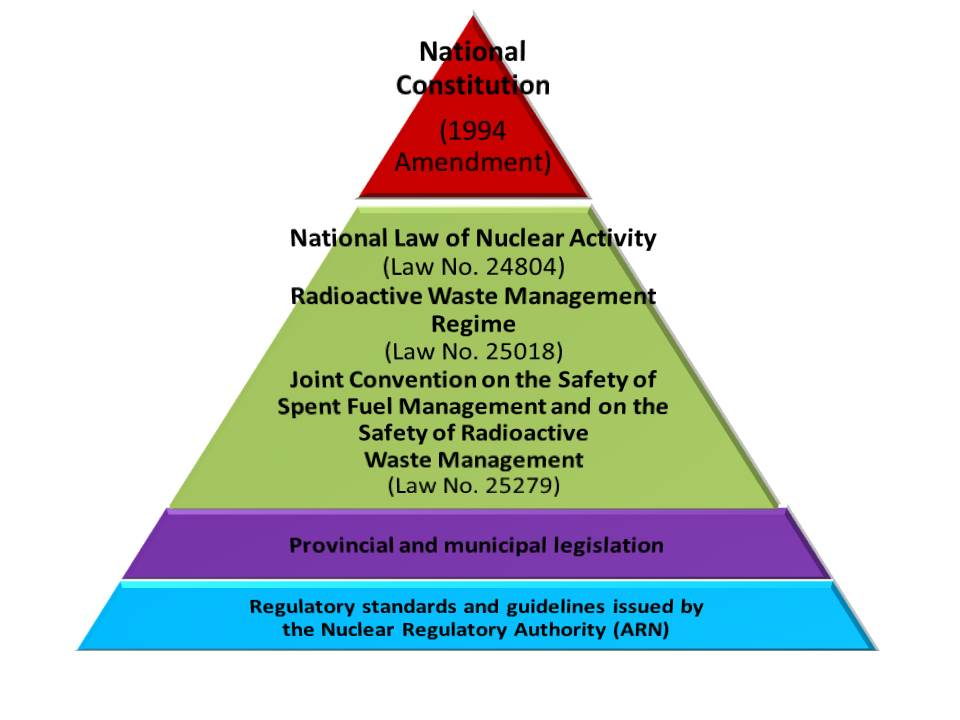 National
Constitution
(1994
Amendment)
National Law of Nuclear Activity
(Law No. 24804)
Radioactive Waste Management
Regime
(Law No. 25018)
Joint Convention on the Safety of
Spent Fuel Management and on the
Safety of Radioactive
Waste Management
(Law No. 25279)
Provincial and municipal legislation
Regulatory standards and guidelines issued by
the Nuclear Regulatory Authority (ARN)